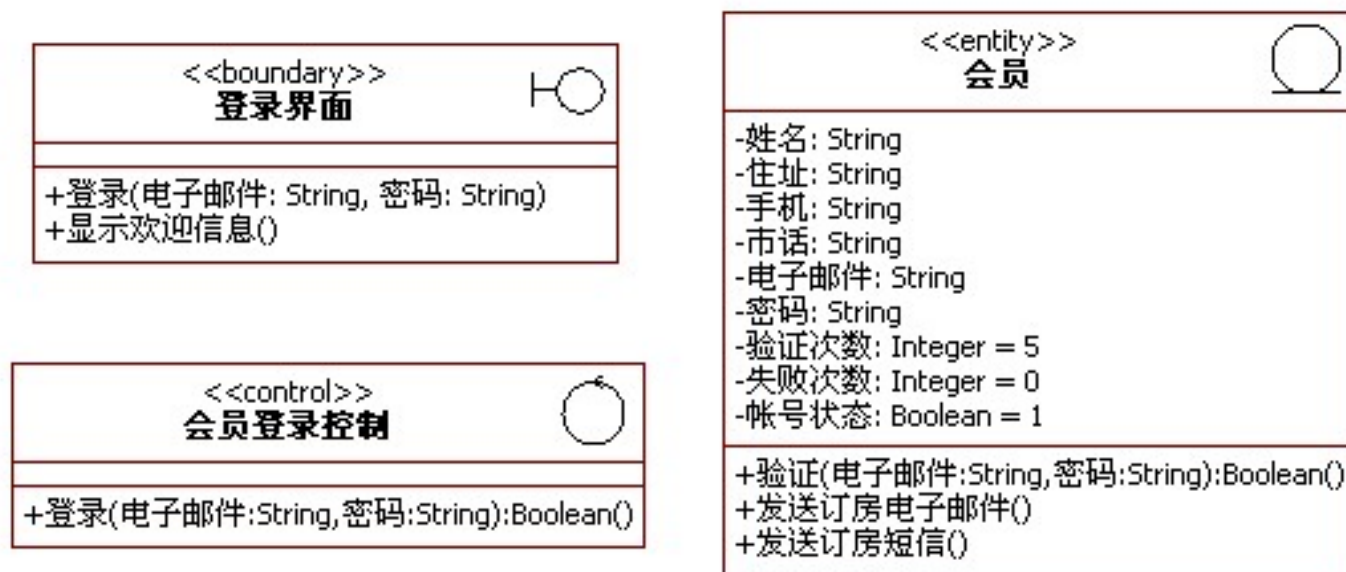 <<boundary>>
登录界面
+登录(电子邮件: String, 密码: String)
+显示欢迎信息()
<<control>>
会员登录控制
+登录(电子邮件:String,密码:String):Boolean()
<<entity>>
会员
-姓名: String
-住址: String
-手机: String
-市话: String
-电子邮件: String
-密码: String
-验证次数: Integer = 5
-失败次数: Integer = 0
-帐号状态: Boolean = 1
+验证(电子邮件:String,密码:String):Boolean()
+发送订房电子邮件()
+发送订房短信()